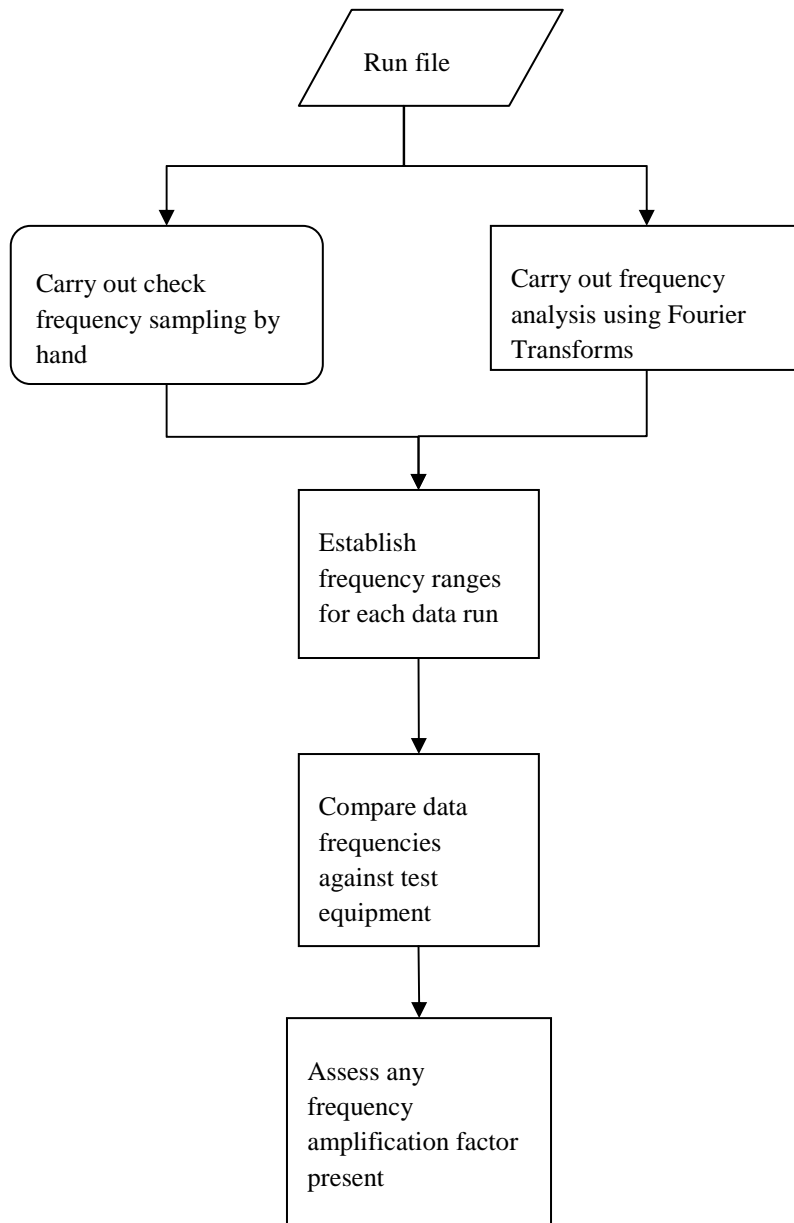 Run file
Carry out check
frequency sampling by
hand
Carry out frequency
analysis using Fourier
Transforms
Establish
frequency ranges
for each data run
Compare data
frequencies
against test
equipment
Assess any
frequency
amplification factor
present